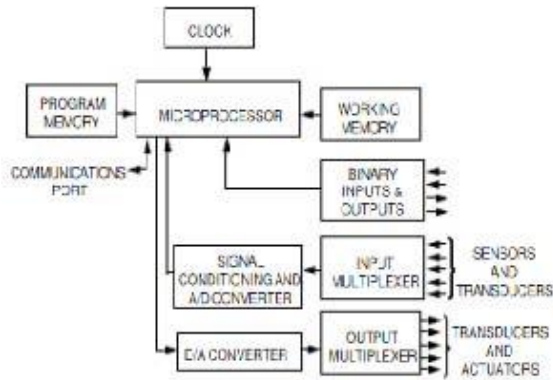 CLOCK
PROGRAM
MEMORY
MICROPROCESSOR
WORKING
MEMORY
COMMUNICATIONS
PORT
BINARY
INPUTS &
OUTPUTS
SIGNAL
CONDITIONING AND
A/D CONVERTER
INPUT
MULTIPLEXER
SENSORS
AND
TRANSDUCERS
D/A CONVERTER
OUTPUT
MULTIPLEXER
TRANSDUCERS
AND
ACTUATORS